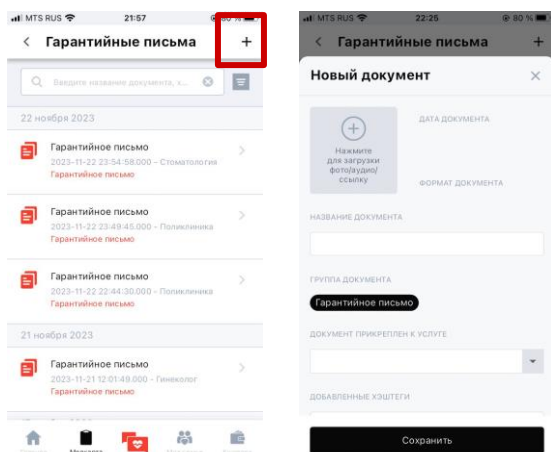 MTS RUS 21:57 80 %
Гарантийные письма +
Введите название документа, к...
22 ноября 2023
Гарантийное письмо
2023-11-22 23:54:58.000 - Стоматология
Гарантийное письмо
Гарантийное письмо
2023-11-22 23:49:45.000 - Поликлиника
Гарантийное письмо
Гарантийное письмо
2023-11-22 22:44:30.000 - Поликлиника
Гарантийное письмо
21 ноября 2023
Гарантийное письмо
2023-11-21 12:01:49.000 - Гинеколог
Гарантийное письмо
MTS RUS 22:25 80 %
Гарантийные письма +
Новый документ
Нажмите
для загрузки
фото/аудио/
ссылку
ДАТА ДОКУМЕНТА
ФОРМАТ ДОКУМЕНТА
НАЗВАНИЕ ДОКУМЕНТА
ГРУППА ДОКУМЕНТА
Гарантийное письмо
ДОКУМЕНТ ПРИКРЕПЛЕН К УСЛУГЕ
ДОБАВЛЕННЫЕ ХЭШТЕГИ
Сохранить